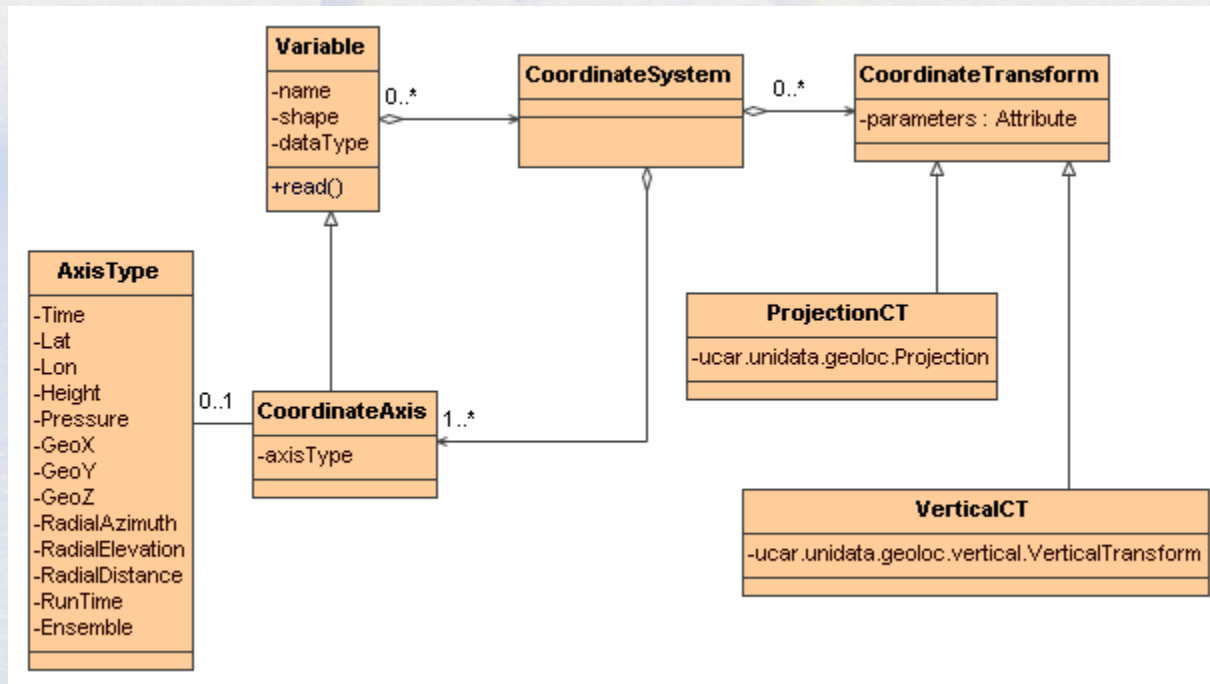 Variable
-name
-shape
-dataType
+read()
0..*
CoordinateSystem
0..*
CoordinateTransform
-parameters : Attribute
AxisType
-Time
-Lat
-Lon
-Height
-Pressure
-GeoX
-GeoY
-GeoZ
-RadialAzimuth
-RadialElevation
-RadialDistance
-RunTime
-Ensemble
0..1
CoordinateAxis
-axisType
1..*
ProjectionCT
-ucar.unidata.geoloc.Projection
VerticalCT
-ucar.unidata.geoloc.vertical.VerticalTransform